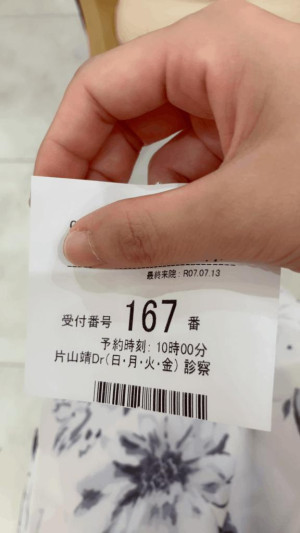 最終来院：R07.07.13
受付番号 167 番
予約時刻：10時00分
片山靖Dr(日・月・火・金) 診察